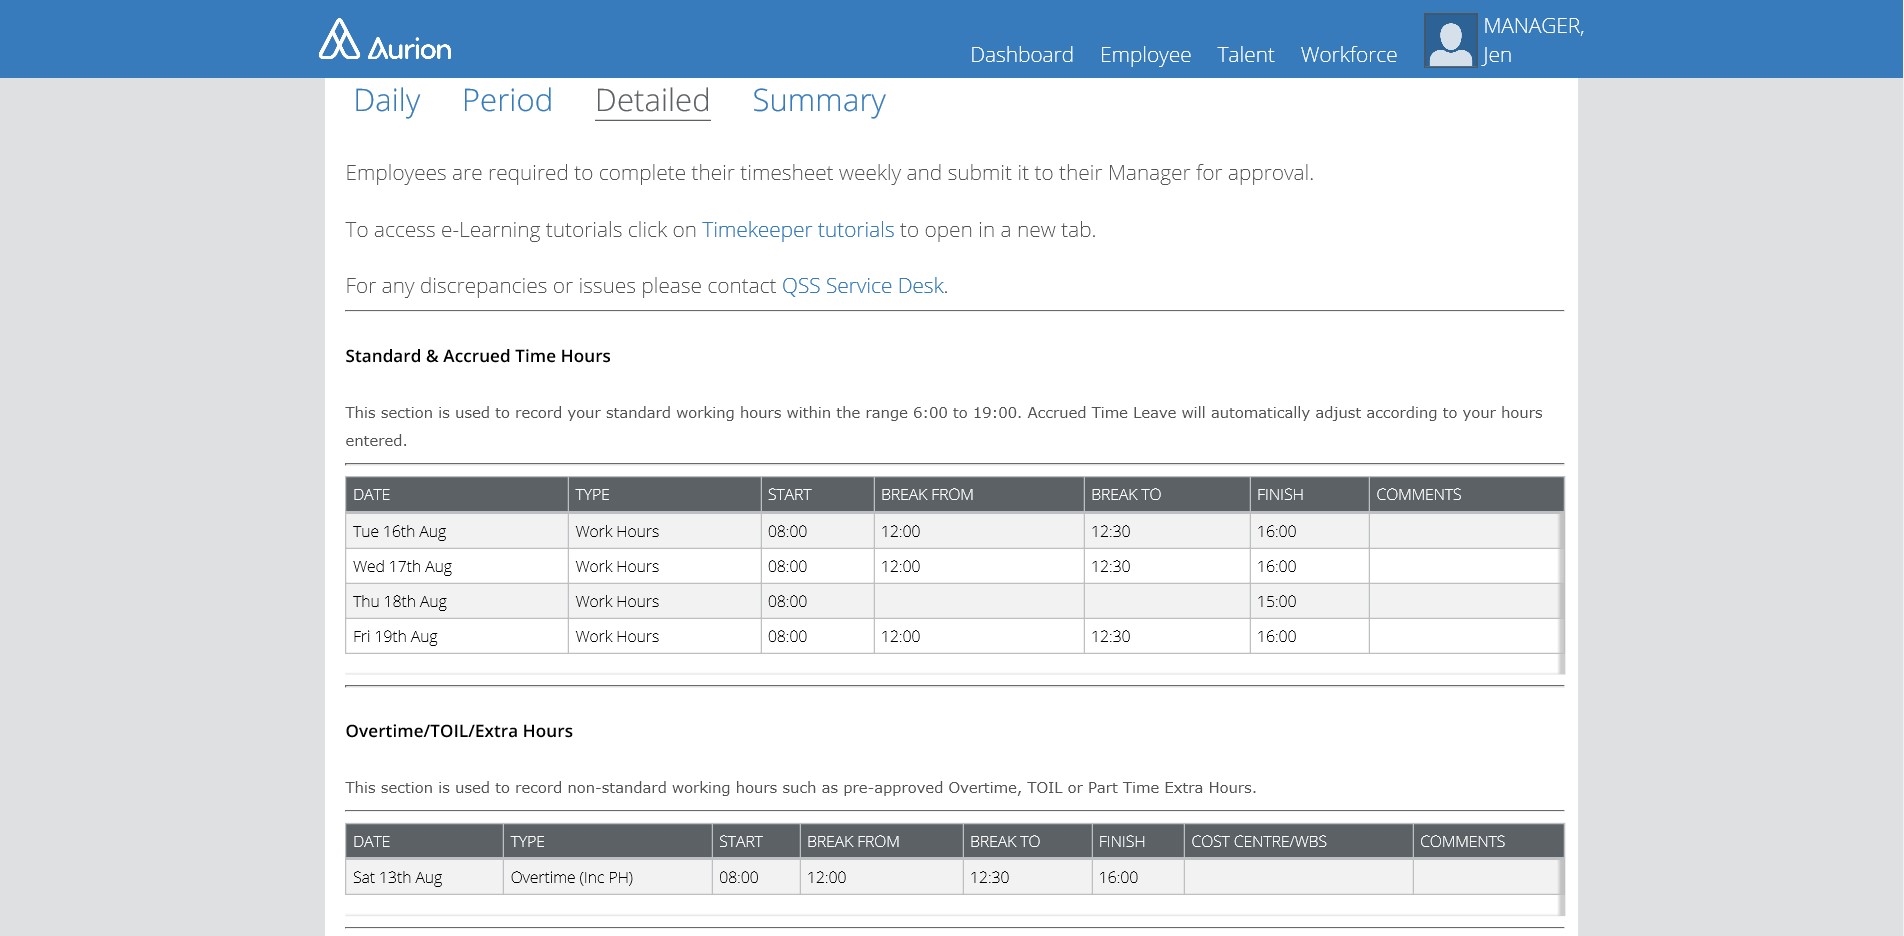 Aurion
Dashboard Employee Talent Workforce MANAGER,
Jen
Daily Period Detailed Summary
Employees are required to complete their timesheet weekly and submit it to their Manager for approval.
To access e-Learning tutorials click on Timekeeper tutorials to open in a new tab.
For any discrepancies or issues please contact QSS Service Desk.
Standard & Accrued Time Hours
This section is used to record your standard working hours within the range 6:00 to 19:00. Accrued Time Leave will automatically adjust according to your hours
entered.
DATE TYPE START BREAK FROM BREAK TO FINISH COMMENTS
Tue 16th Aug Work Hours 08:00 12:00 12:30 16:00
Wed 17th Aug Work Hours 08:00 12:00 12:30 16:00
Thu 18th Aug Work Hours 08:00 15:00
Fri 19th Aug Work Hours 08:00 12:00 12:30 16:00
Overtime/TOIL/Extra Hours
This section is used to record non-standard working hours such as pre-approved Overtime, TOIL or Part Time Extra Hours.
DATE TYPE START BREAK FROM BREAK TO FINISH COST CENTRE/WBS COMMENTS
Sat 13th Aug Overtime (Inc PH) 08:00 12:00 12:30 16:00